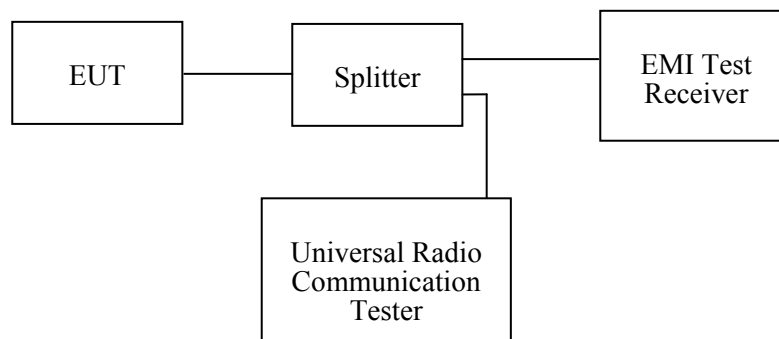 EUT
Splitter
EMI Test
Receiver
Universal Radio
Communication
Tester